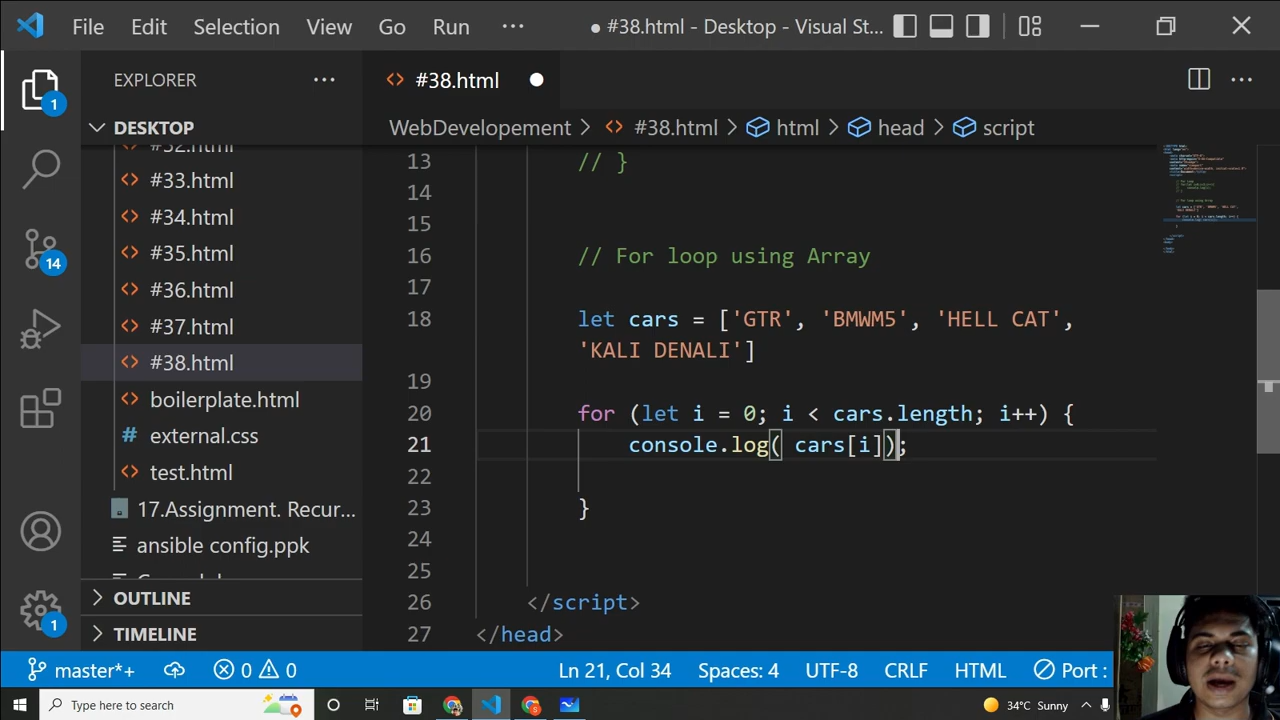 File Edit Selection View Go Run ··· ● #38.html - Desktop - Visual St...
EXPLORER ···
DESKTOP
#33.html
#34.html
#35.html
#36.html
#37.html
#38.html
boilerplate.html
# external.css
test.html
17.Assignment. Recur...
ansible config.ppk
OUTLINE
TIMELINE
1
14
1
<> #38.html ●
WebDevelopement > <> #38.html > html > head > script
13 // }
14
15
16 // For loop using Array
17
18 let cars = ['GTR', 'BMWM5', 'HELL CAT',
'KALI DENALI']
19
20 for (let i = 0; i < cars.length; i++) {
21 console.log( cars[i]);
22
23 }
24
25
26 </script>
27 </head>
master*+ 0 0 Ln 21, Col 34 Spaces: 4 UTF-8 CRLF HTML Port :
Type here to search 34°C Sunny